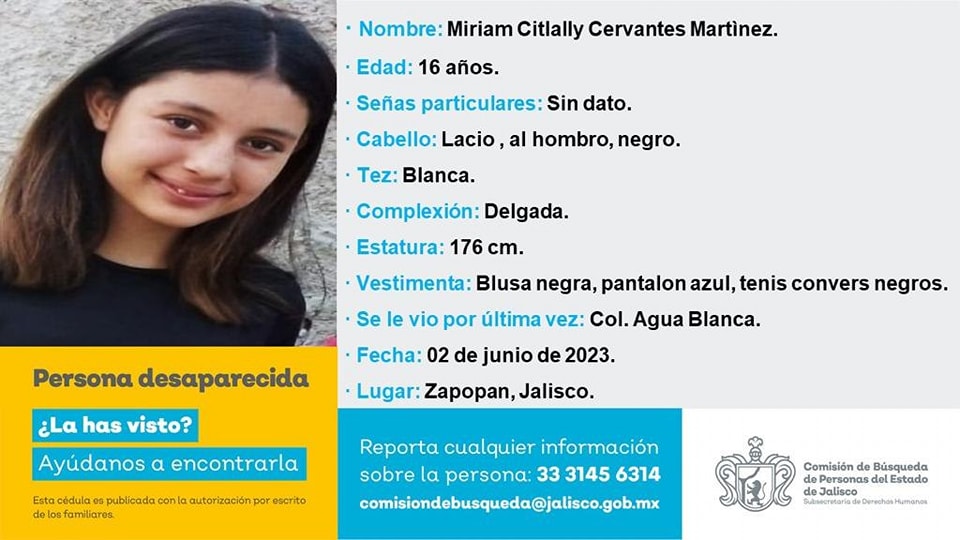 · Nombre: Miriam Citlally Cervantes Martìnez.
· Edad: 16 años.
· Señas particulares: Sin dato.
· Cabello: Lacio , al hombro, negro.
· Tez: Blanca.
· Complexión: Delgada.
· Estatura: 176 cm.
· Vestimenta: Blusa negra, pantalon azul, tenis convers negros.
· Se le vio por última vez: Col. Agua Blanca.
· Fecha: 02 de junio de 2023.
· Lugar: Zapopan, Jalisco.
Persona desaparecida
¿La has visto?
Ayúdanos a encontrarla
Esta cédula es publicada con la autorización por escrito
de los familiares.
Reporta cualquier información
sobre la persona: 33 3145 6314
comisiondebusqueda@jalisco.gob.mx
Comisión de Búsqueda
de Personas del Estado
de Jalisco
Subsecretaría de Derechos Humanos